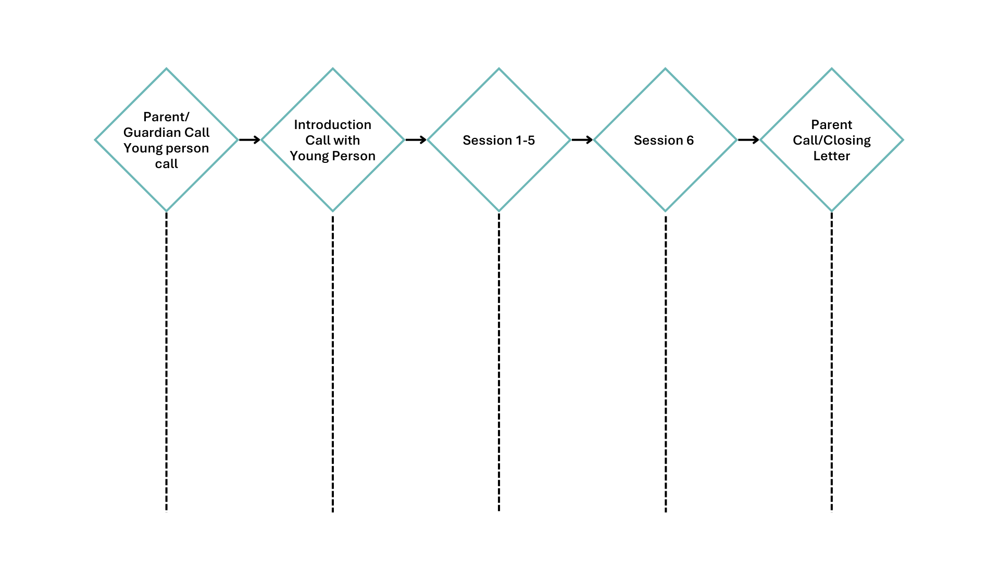 Parent/
Guardian Call
Young person
call
Introduction
Call with
Young Person
Session 1-5
Session 6
Parent
Call/Closing
Letter